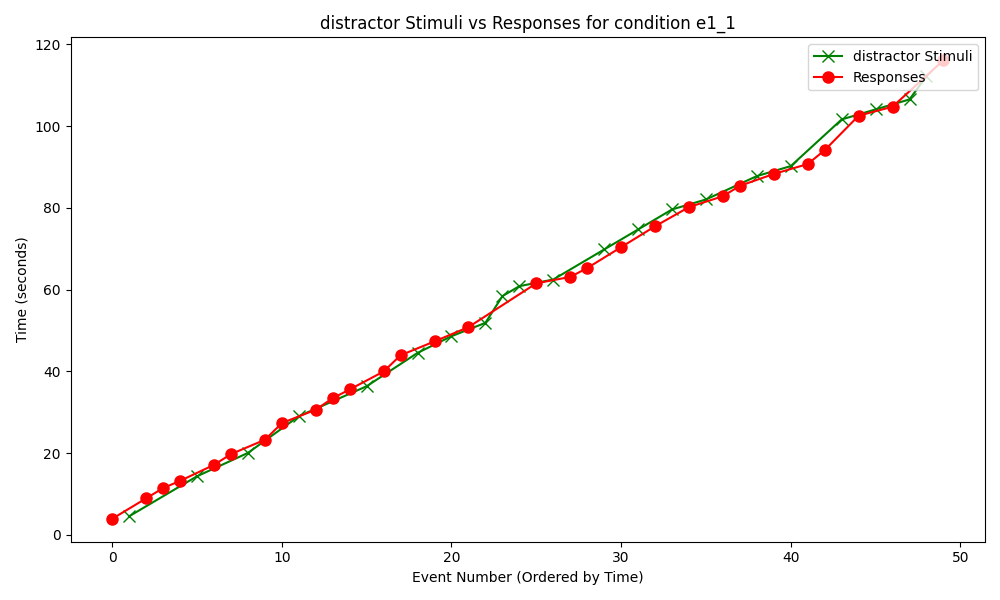 distractor Stimuli vs Responses for condition e1_1
distractor Stimuli
Responses
Time (seconds)
120
100
80
60
40
20
0
0 10 20 30 40 50
Event Number (Ordered by Time)